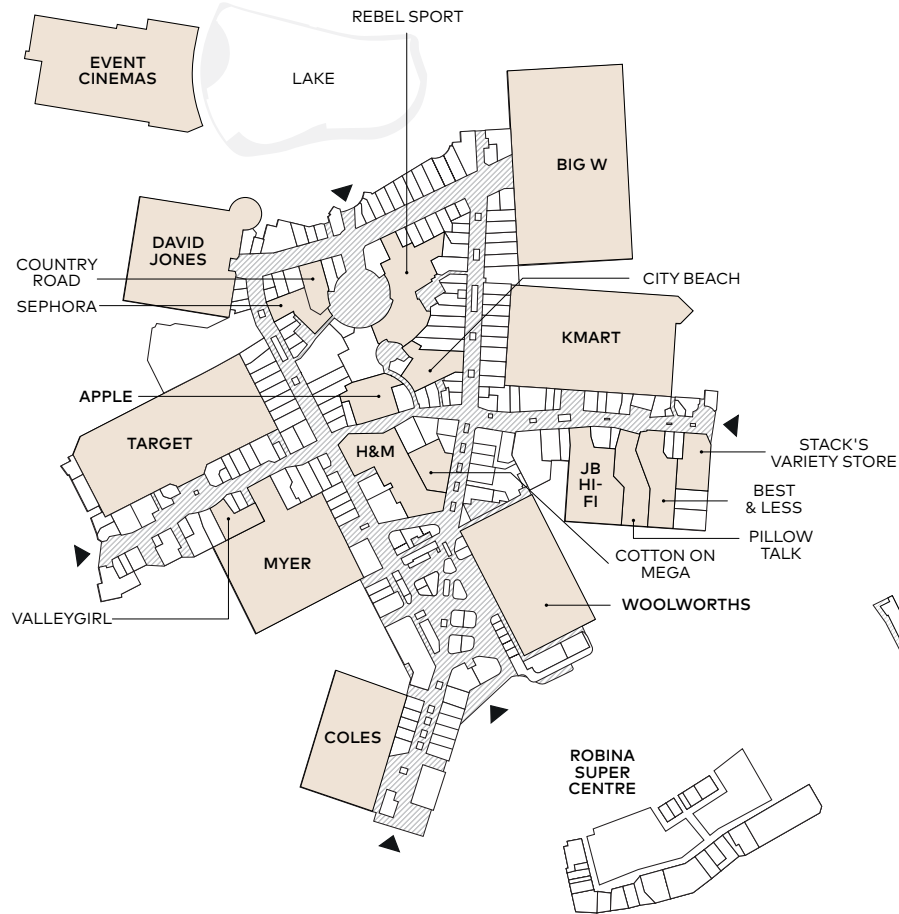 REBEL SPORT
EVENT
CINEMAS
LAKE
BIG W
DAVID
JONES
COUNTRY
ROAD
SEPHORA
CITY BEACH
KMART
APPLE
TARGET
H&M
JB
HI-
FI
STACK'S
VARIETY STORE
BEST
& LESS
PILLOW
TALK
COTTON ON
MEGA
MYER
WOOLWORTHS
VALLEYGIRL
COLES
ROBINA
SUPER
CENTRE